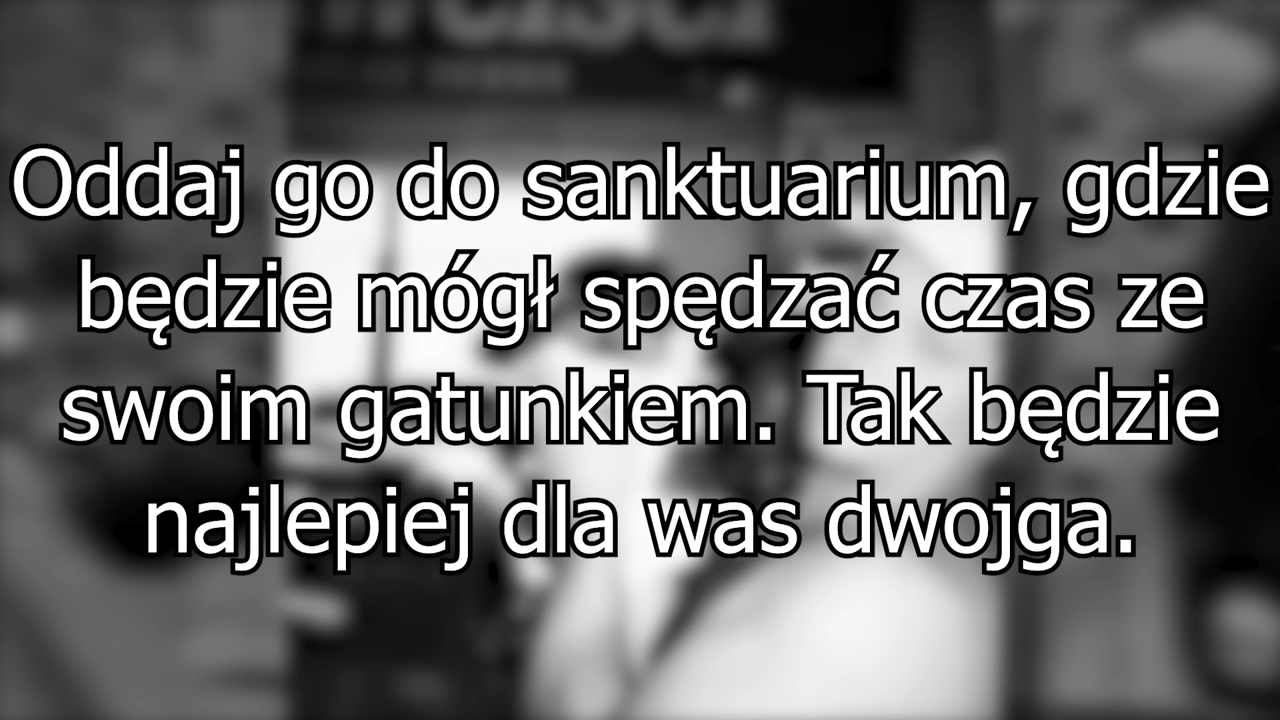 Oddaj go do sanktuarium, gdzie
będzie mógł spędzać czas ze
swoim gatunkiem. Tak będzie
najlepiej dla was dwojga.